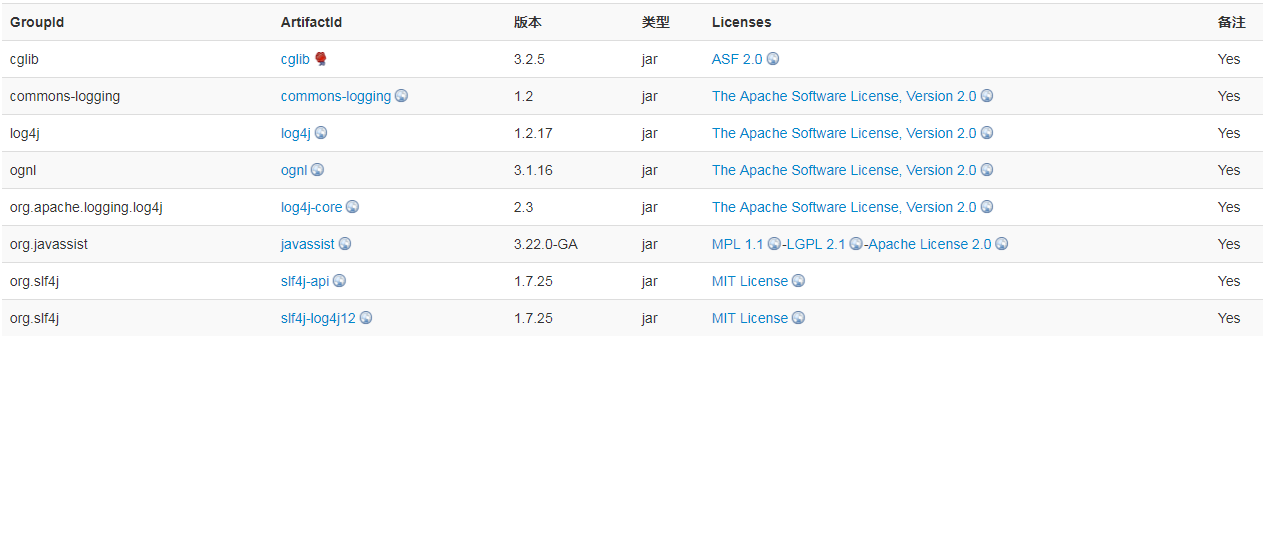 GroupId ArtifactId 版本 类型 Licenses 备注
cglib cglib 3.2.5 jar ASF 2.0 Yes
commons-logging commons-logging 1.2 jar The Apache Software License, Version 2.0 Yes
log4j log4j 1.2.17 jar The Apache Software License, Version 2.0 Yes
ognl ognl 3.1.16 jar The Apache Software License, Version 2.0 Yes
org.apache.logging.log4j log4j-core 2.3 jar The Apache Software License, Version 2.0 Yes
org.javassist javassist 3.22.0-GA jar MPL 1.1 -LGPL 2.1 -Apache License 2.0 Yes
org.slf4j slf4j-api 1.7.25 jar MIT License Yes
org.slf4j slf4j-log4j12 1.7.25 jar MIT License Yes